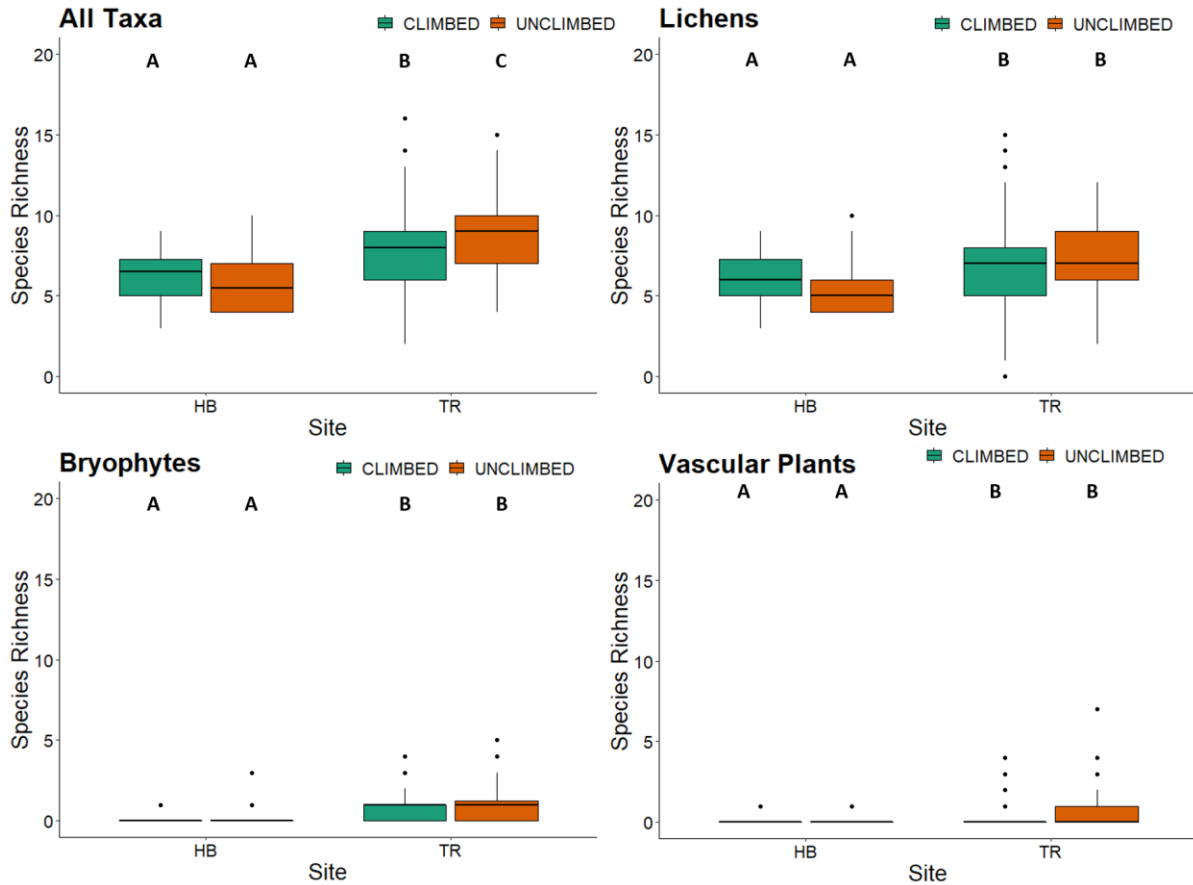 All Taxa
CLIMBED UNCLIMBED
20
A A B C
15
10
5
0
Species Richness
HB TR
Site
Lichens
CLIMBED UNCLIMBED
20
A A B B
15
10
5
0
Species Richness
HB TR
Site
Bryophytes
CLIMBED UNCLIMBED
20
A A B B
15
10
5
0
Species Richness
HB TR
Site
Vascular Plants
CLIMBED UNCLIMBED
20
A A B B
15
10
5
0
Species Richness
HB TR
Site